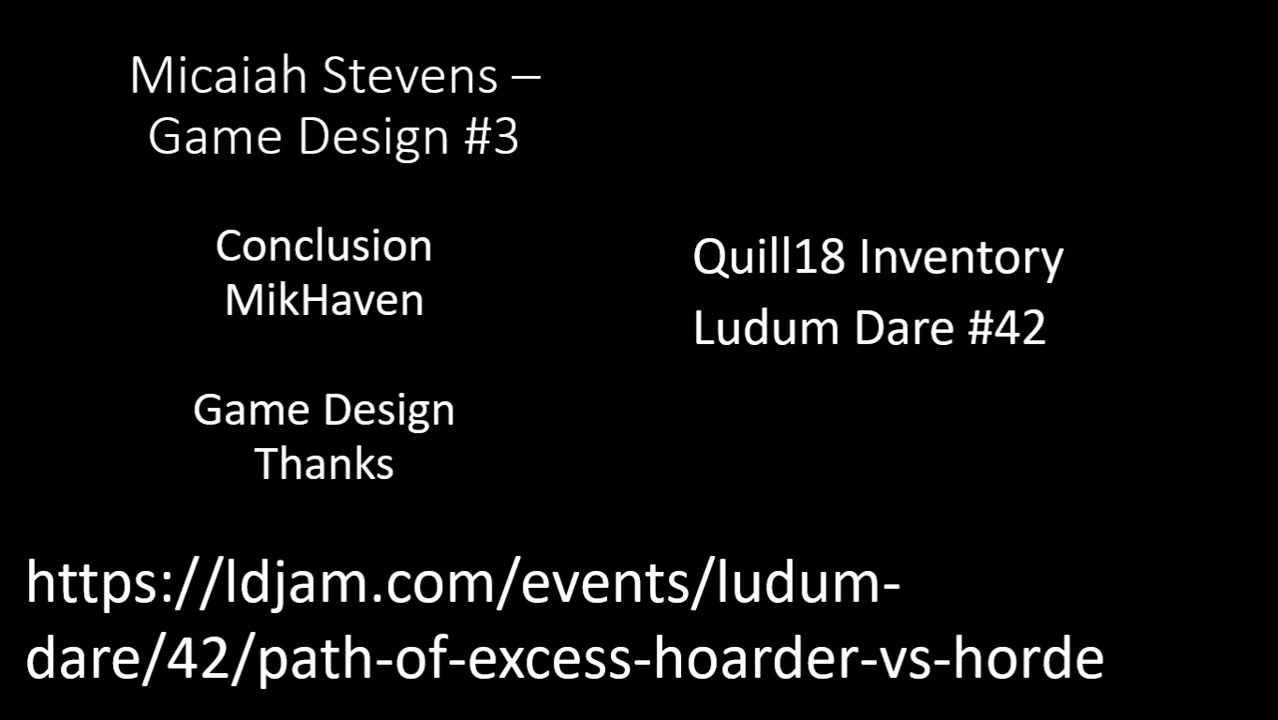 Micaiah Stevens –
Game Design #3
Conclusion
MikHaven
Game Design
Thanks
Quill18 Inventory
Ludum Dare #42
https://ldjam.com/events/ludum-
dare/42/path-of-excess-hoarder-vs-horde